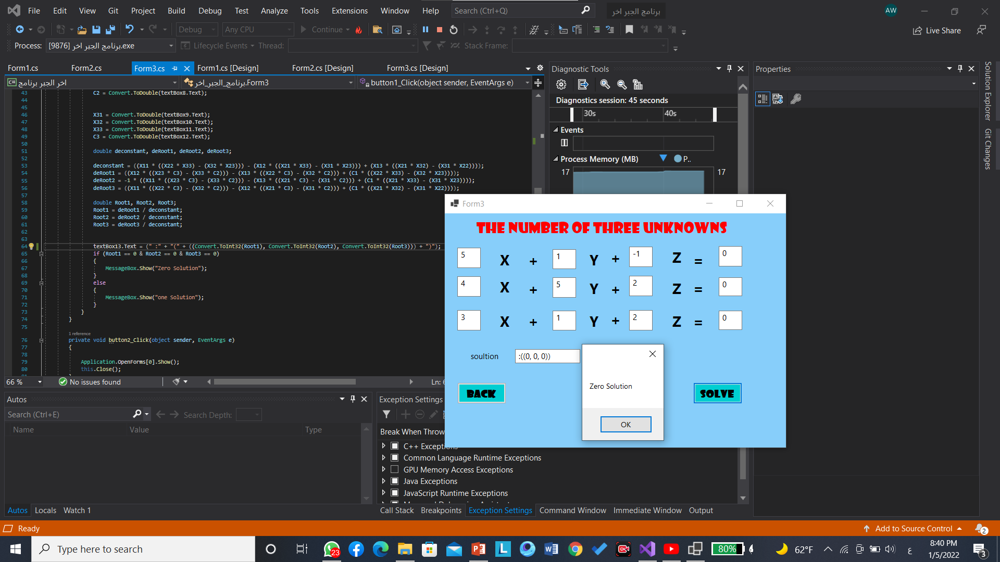 File Edit View Git Project Build Debug Test Analyze Tools Extensions Window Help Search (Ctrl+Q) برنامج الجبر اخر AW
Debug Any CPU Continue Live Share
Process: [9876] برنامج الجبر اخر.exe Lifecycle Events Thread: Stack Frame:
Form1.cs Form2.cs Form3.cs Form1.cs [Design] Form2.cs [Design] Form3.cs [Design]
اخر الجبر برنامج برنامج_الجبر_اخر.Form3 button1_Click(object sender, EventArgs e)
43 C2 = Convert.ToDouble(textBox8.Text);
44
45
46 X31 = Convert.ToDouble(textBox9.Text);
47 X32 = Convert.ToDouble(textBox10.Text);
48 X33 = Convert.ToDouble(textBox11.Text);
49 C3 = Convert.ToDouble(textBox12.Text);
50
51 double deconstant, deRoot1, deRoot2, deRoot3;
52
53 deconstant = ((X11 * ((X22 * X33) - (X32 * X23))) - (X12 * ((X21 * X33) - (X31 * X23))) + (X13 * ((X21 * X32) - (X31 * X22))));
54 deRoot1 = ((X12 * ((X23 * C3) - (X33 * C2))) - (X13 * ((X22 * C3) - (X32 * C2))) + (C1 * ((X22 * X33) - (X32 * X23))));
55 deRoot2 = -1 * ((X11 * ((X23 * C3) - (X33 * C2))) - (X13 * ((X21 * C3) - (X31 * C2))) + (C1 * ((X21 * X33) - (X31 * X23))));
56 deRoot3 = ((X11 * ((X22 * C3) - (X32 * C2))) - (X12 * ((X21 * C3) - (X31 * C2))) + (C1 * ((X21 * X32) - (X31 * X22))));
57
58 double Root1, Root2, Root3;
59 Root1 = deRoot1 / deconstant;
60 Root2 = deRoot2 / deconstant;
61 Root3 = deRoot3 / deconstant;
62
63
64 textBox13.Text = (" :" + "(" + ((Convert.ToInt32(Root1), Convert.ToInt32(Root2), Convert.ToInt32(Root3))) + ")");
65 if (Root1 == 0 & Root2 == 0 & Root3 == 0)
66 {
67 MessageBox.Show("Zero Solution");
68 }
69 else
70 {
71 MessageBox.Show("one Solution");
72 }
73 }
74 }
75
1 reference
76 private void button2_Click(object sender, EventArgs e)
77 {
78
79 Application.OpenForms[0].Show();
80 this.Close();
66 % No issues found
Autos
Search (Ctrl+E) Search Depth:
Name Value Type
Autos Locals Watch 1
Diagnostic Tools
Diagnostics session: 45 seconds
30s 40s
Events
Process Memory (MB) P..
17 17
Properties
Solution Explorer
Git Changes
Form3
THE NUMBER OF THREE UNKNOWNS
5 X + 1 Y + -1 Z = 0
4 X + 5 Y + 2 Z = 0
3 X + 1 Y + 2 Z = 0
soultion :((0, 0, 0))
BACK SOLVE
Zero Solution
OK
Exception Settings
Break When Throw
C++ Exceptions
Common Language Runtime Exceptions
GPU Memory Access Exceptions
Java Exceptions
JavaScript Runtime Exceptions
Call Stack Breakpoints Exception Settings Command Window Immediate Window Output
Ready Add to Source Control 2
Type here to search 23 80% 62°F ع 8:40 PM
1/5/2022 3